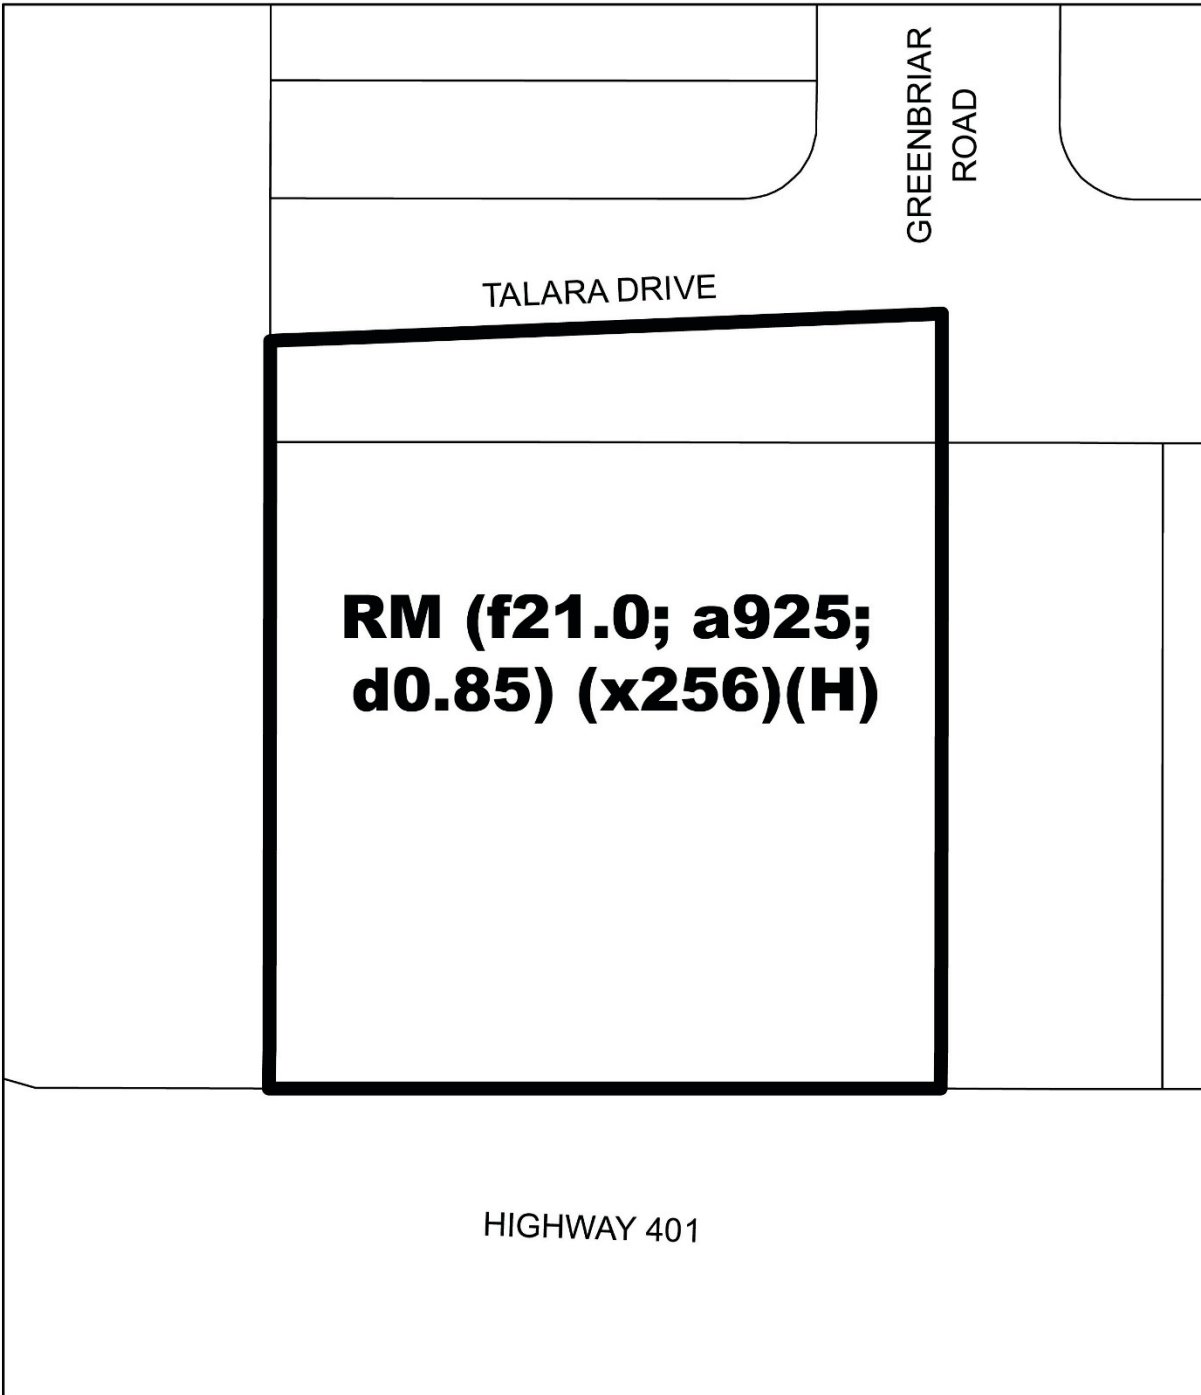 GREENBRIAR
ROAD
TALARA DRIVE
RM (f21.0; a925;
d0.85) (x256)(H)
HIGHWAY 401